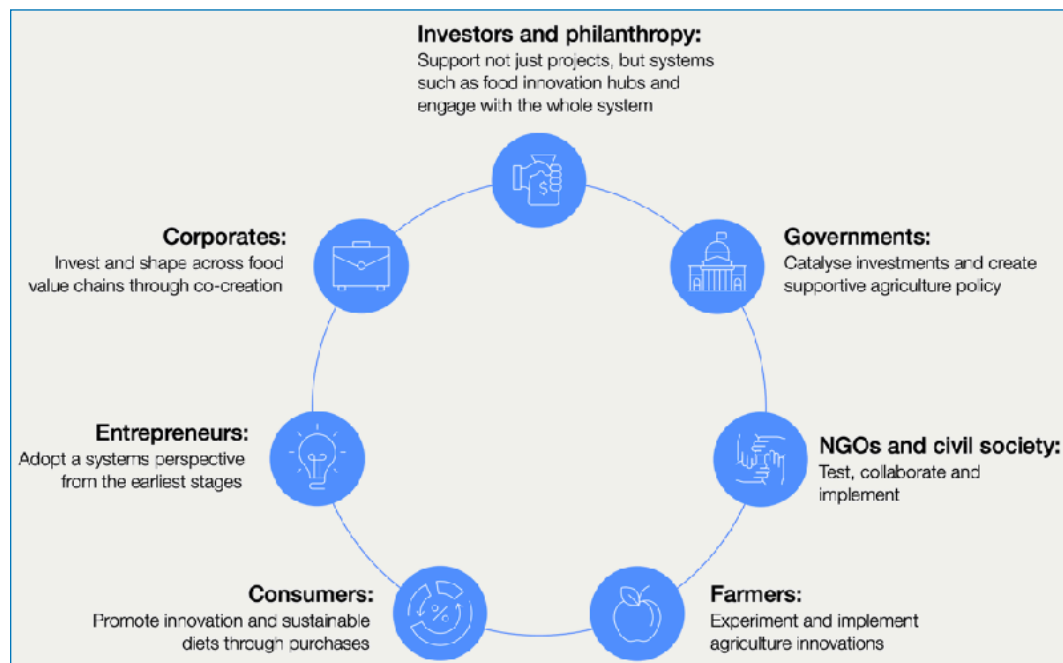 Investors and philanthropy:
Support not just projects, but systems
such as food innovation hubs and
engage with the whole system
$
Corporates:
Invest and shape across food
value chains through co-creation
Governments:
Catalyse investments and create
supportive agriculture policy
Entrepreneurs:
Adopt a systems perspective
from the earliest stages
NGOs and civil society:
Test, collaborate and
implement
Consumers:
Promote innovation and sustainable
diets through purchases
%
Farmers:
Experiment and implement
agriculture innovations